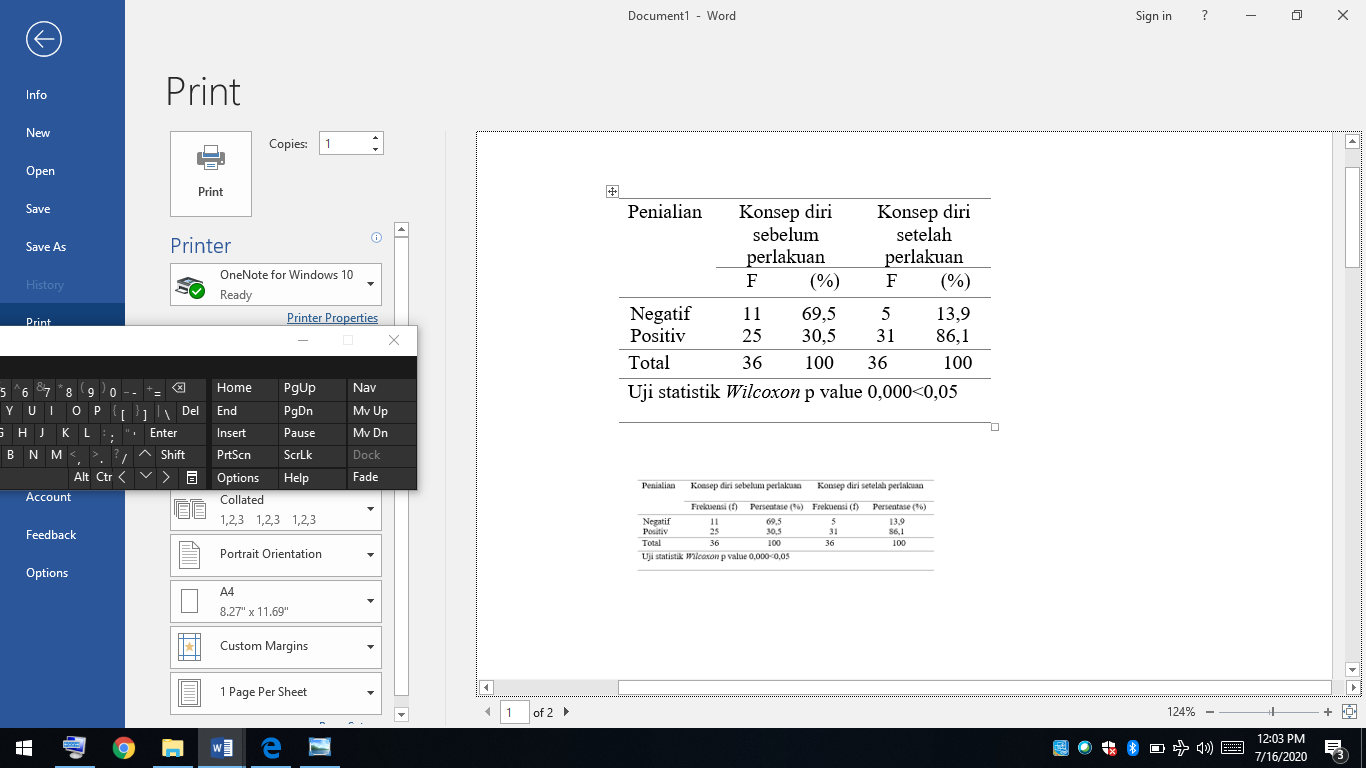 Document1 - Word
Sign in ?
Info
New
Open
Save
Save As
History
Print
Account
Feedback
Options
Print
Print
Copies: 1
Printer
OneNote for Windows 10
Ready
Printer Properties
5 ^ 6 & 7 * 8 ( 9 ) 0 _ - + = Home PgUp Nav
Y U I O P { [ } ] | \ Del End PgDn Mv Up
G H J K L : ; " ' Enter Insert Pause Mv Dn
B N M < , > . ? / Shift PrtScn ScrLk Dock
Alt Ctr Options Help Fade
Collated
1,2,3 1,2,3 1,2,3
Portrait Orientation
A4
8.27" x 11.69"
Custom Margins
1 Page Per Sheet
Penialian Konsep diri Konsep diri
sebelum setelah
perlakuan perlakuan
F (%) F (%)
Negatif 11 69,5 5 13,9
Positiv 25 30,5 31 86,1
Total 36 100 36 100
Uji statistik Wilcoxon p value 0,000<0,05
Penialian Konsep diri sebelum perlakuan Konsep diri setelah perlakuan
Frekuensi (f) Persentase (%) Frekuensi (f) Persentase (%)
Negatif 11 69,5 5 13,9
Positiv 25 30,5 31 86,1
Total 36 100 36 100
Uji statistik Wilcoxon p value 0,000<0,05
1 of 2
124%
12:03 PM
7/16/2020
3